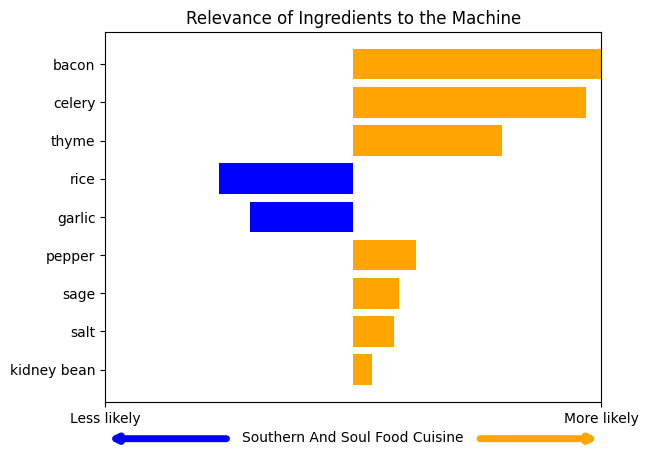 Relevance of Ingredients to the Machine
bacon
celery
thyme
rice
garlic
pepper
sage
salt
kidney bean
Less likely
More likely
Southern And Soul Food Cuisine